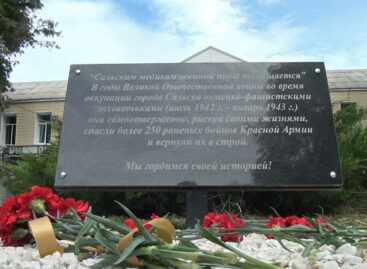 "Сальским медикам военной поры посвящается"
В годы Великой Отечественной войны во время
оккупации города Сальска немецко-фашистскими
захватчиками (июль 1942 г. - январь 1943 г.)
они самоотверженно, рискуя своими жизнями,
спасли более 250 раненых бойцов Красной Армии
и вернули их в строй.
Мы гордимся своей историей!